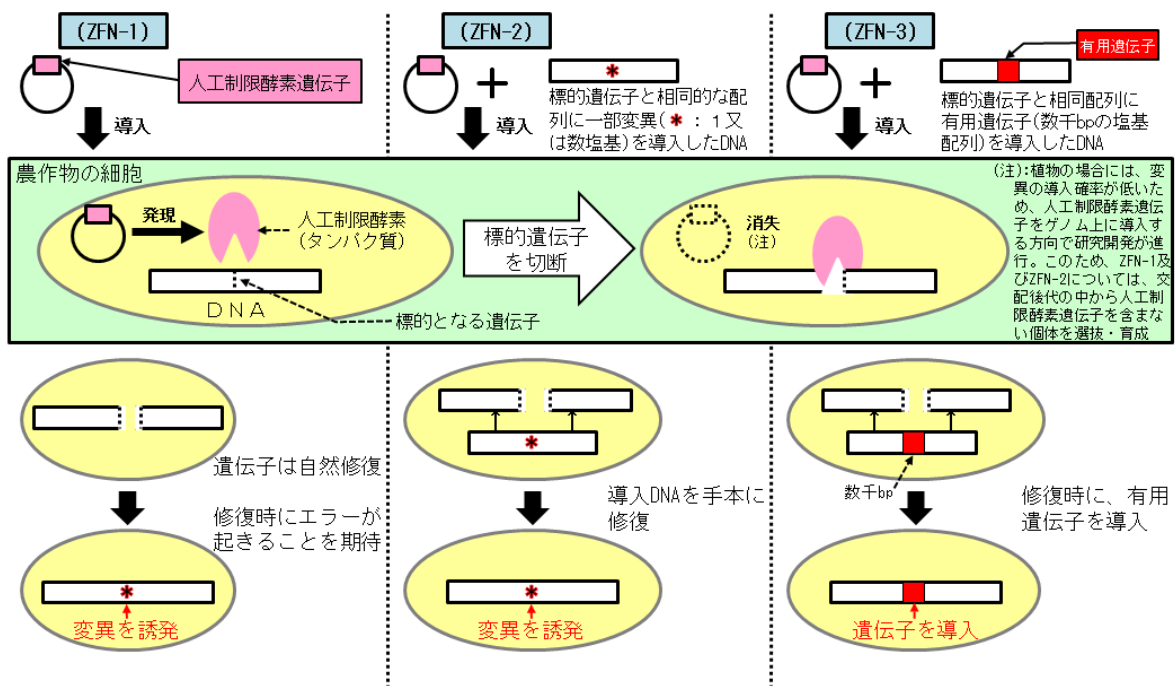 (ZFN-1)
人工制限酵素遺伝子
導入
(ZFN-2)
*
標的遺伝子と相同的な配
列に一部変異(*:1又
は数塩基)を導入したDNA
導入
(ZFN-3)
有用遺伝子
標的遺伝子と相同配列に
有用遺伝子(数千bpの塩基
配列)を導入したDNA
導入
農作物の細胞
発現
人工制限酵素
(タンパク質)
DNA
標的となる遺伝子
標的遺伝子
を切断
消失
(注)
(注):植物の場合には、変
異の導入確率が低いた
め、人工制限酵素遺伝
子をゲノム上に導入す
る方向で研究開発が進
行。このため、ZFN-1及
びZFN-2については、交
配後代の中から人工制
限酵素遺伝子を含まな
い個体を選抜・育成
遺伝子は自然修復
修復時にエラーが
起きることを期待
*
変異を誘発
*
導入DNAを手本に
修復
*
変異を誘発
数千bp
修復時に、有用
遺伝子を導入
遺伝子を導入